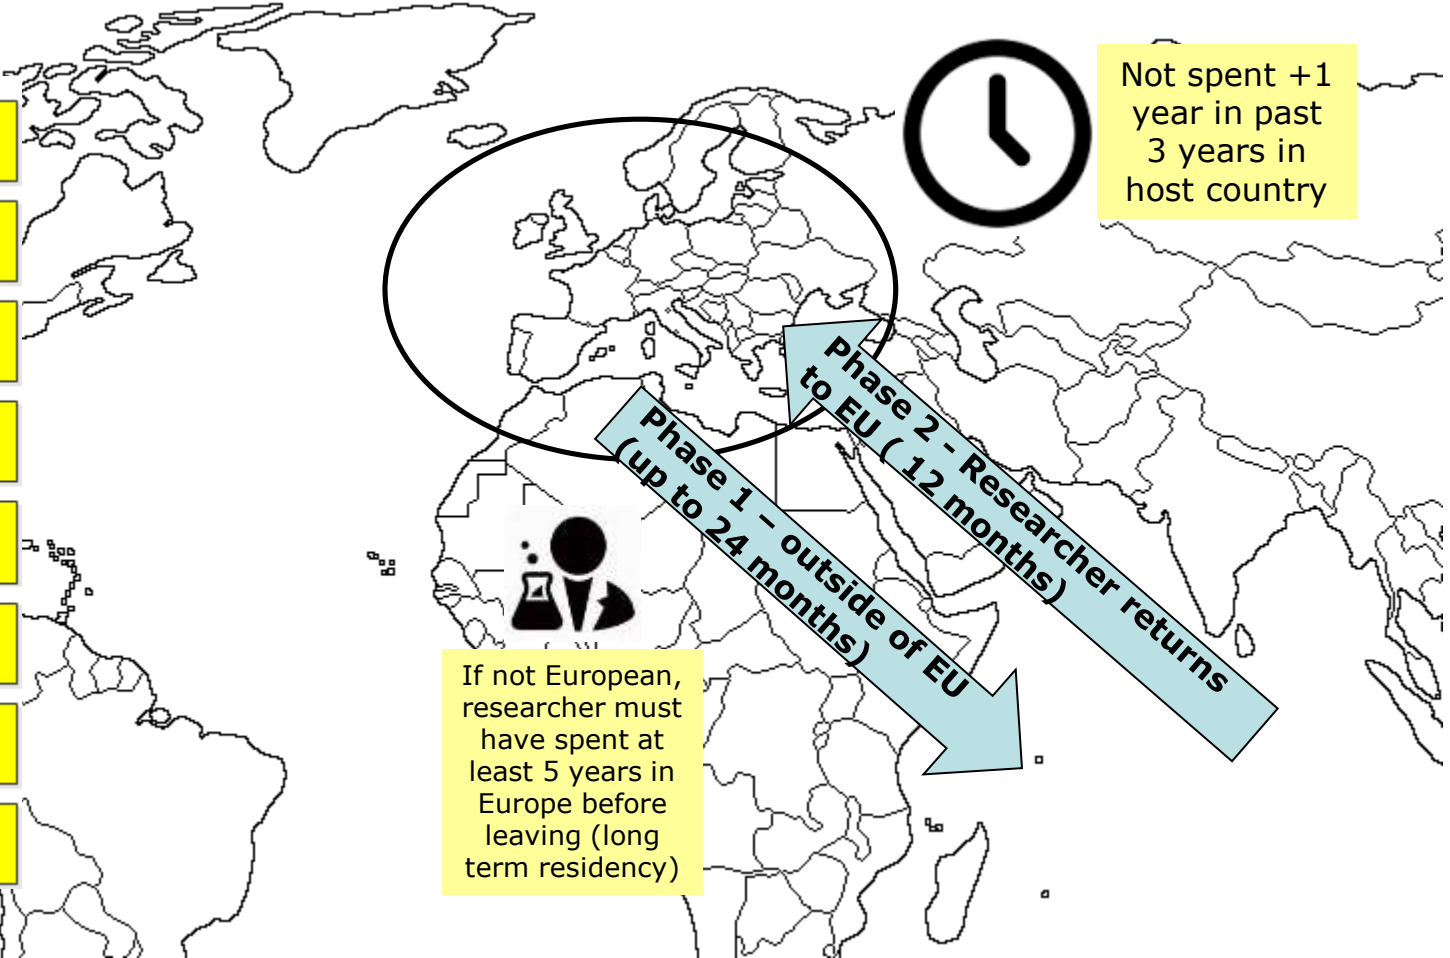 Not spent +1
year in past
3 years in
host country
Phase 2 – Researcher returns
to EU ( 12 months)
Phase 1 – outside of EU
(up to 24 months)
If not European,
researcher must
have spent at
least 5 years in
Europe before
leaving (long
term residency)